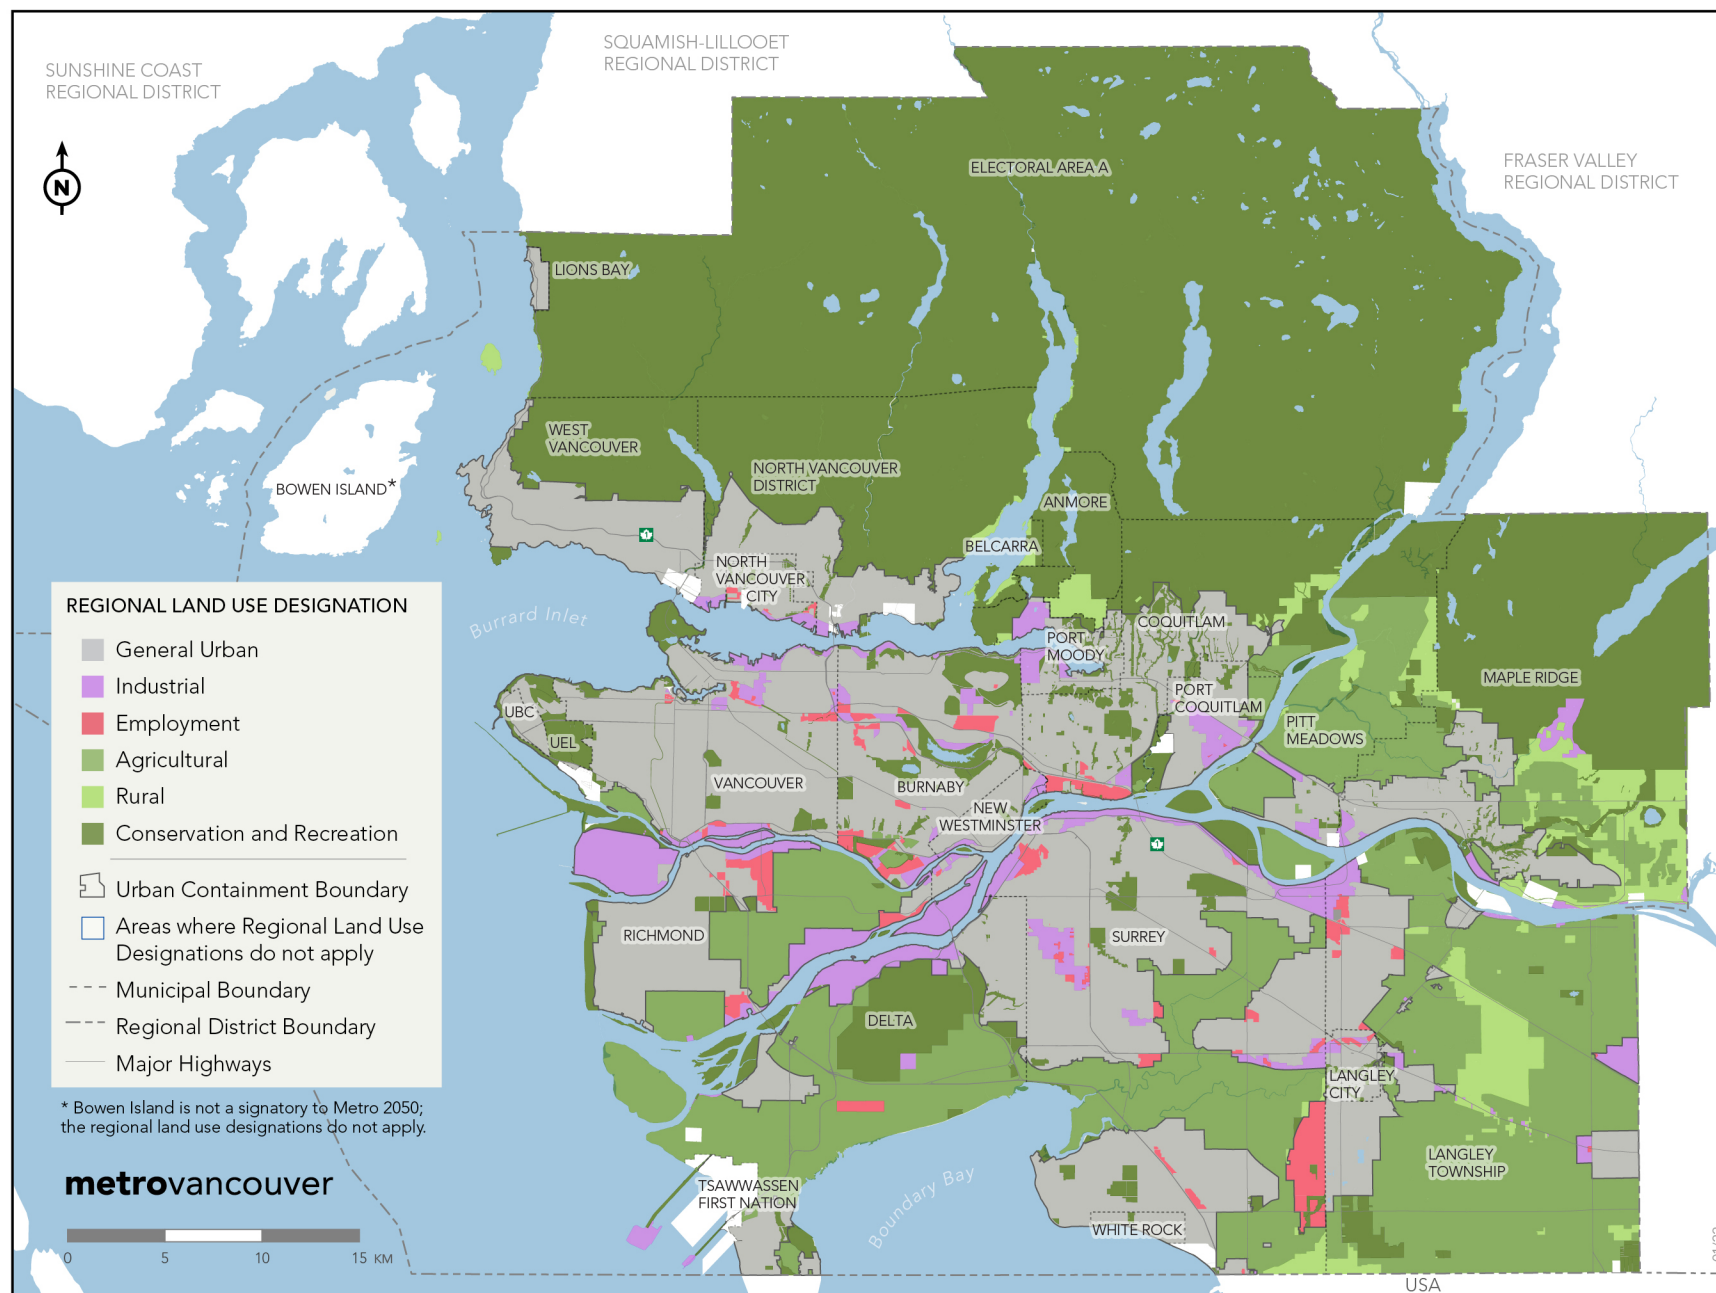 SUNSHINE COAST
REGIONAL DISTRICT
SQUAMISH-LILLOOET
REGIONAL DISTRICT
FRASER VALLEY
REGIONAL DISTRICT
N
ELECTORAL AREA A
LIONS BAY
WEST
VANCOUVER
NORTH VANCOUVER
DISTRICT
BOWEN ISLAND*
ANMORE
1
BELCARRA
NORTH
VANCOUVER
CITY
Burrard Inlet
COQUITLAM
PORT
MOODY
MAPLE RIDGE
PORT
COQUITLAM
UBC
PITT
MEADOWS
UEL
VANCOUVER
BURNABY
NEW
WESTMINSTER
1
RICHMOND
SURREY
DELTA
LANGLEY
CITY
LANGLEY
TOWNSHIP
TSAWWASSEN
FIRST NATION
Boundary Bay
WHITE ROCK
USA
REGIONAL LAND USE DESIGNATION
General Urban
Industrial
Employment
Agricultural
Rural
Conservation and Recreation
Urban Containment Boundary
Areas where Regional Land Use
Designations do not apply
Municipal Boundary
Regional District Boundary
Major Highways
* Bowen Island is not a signatory to Metro 2050;
the regional land use designations do not apply.
metrovancouver
0 5 10 15 KM